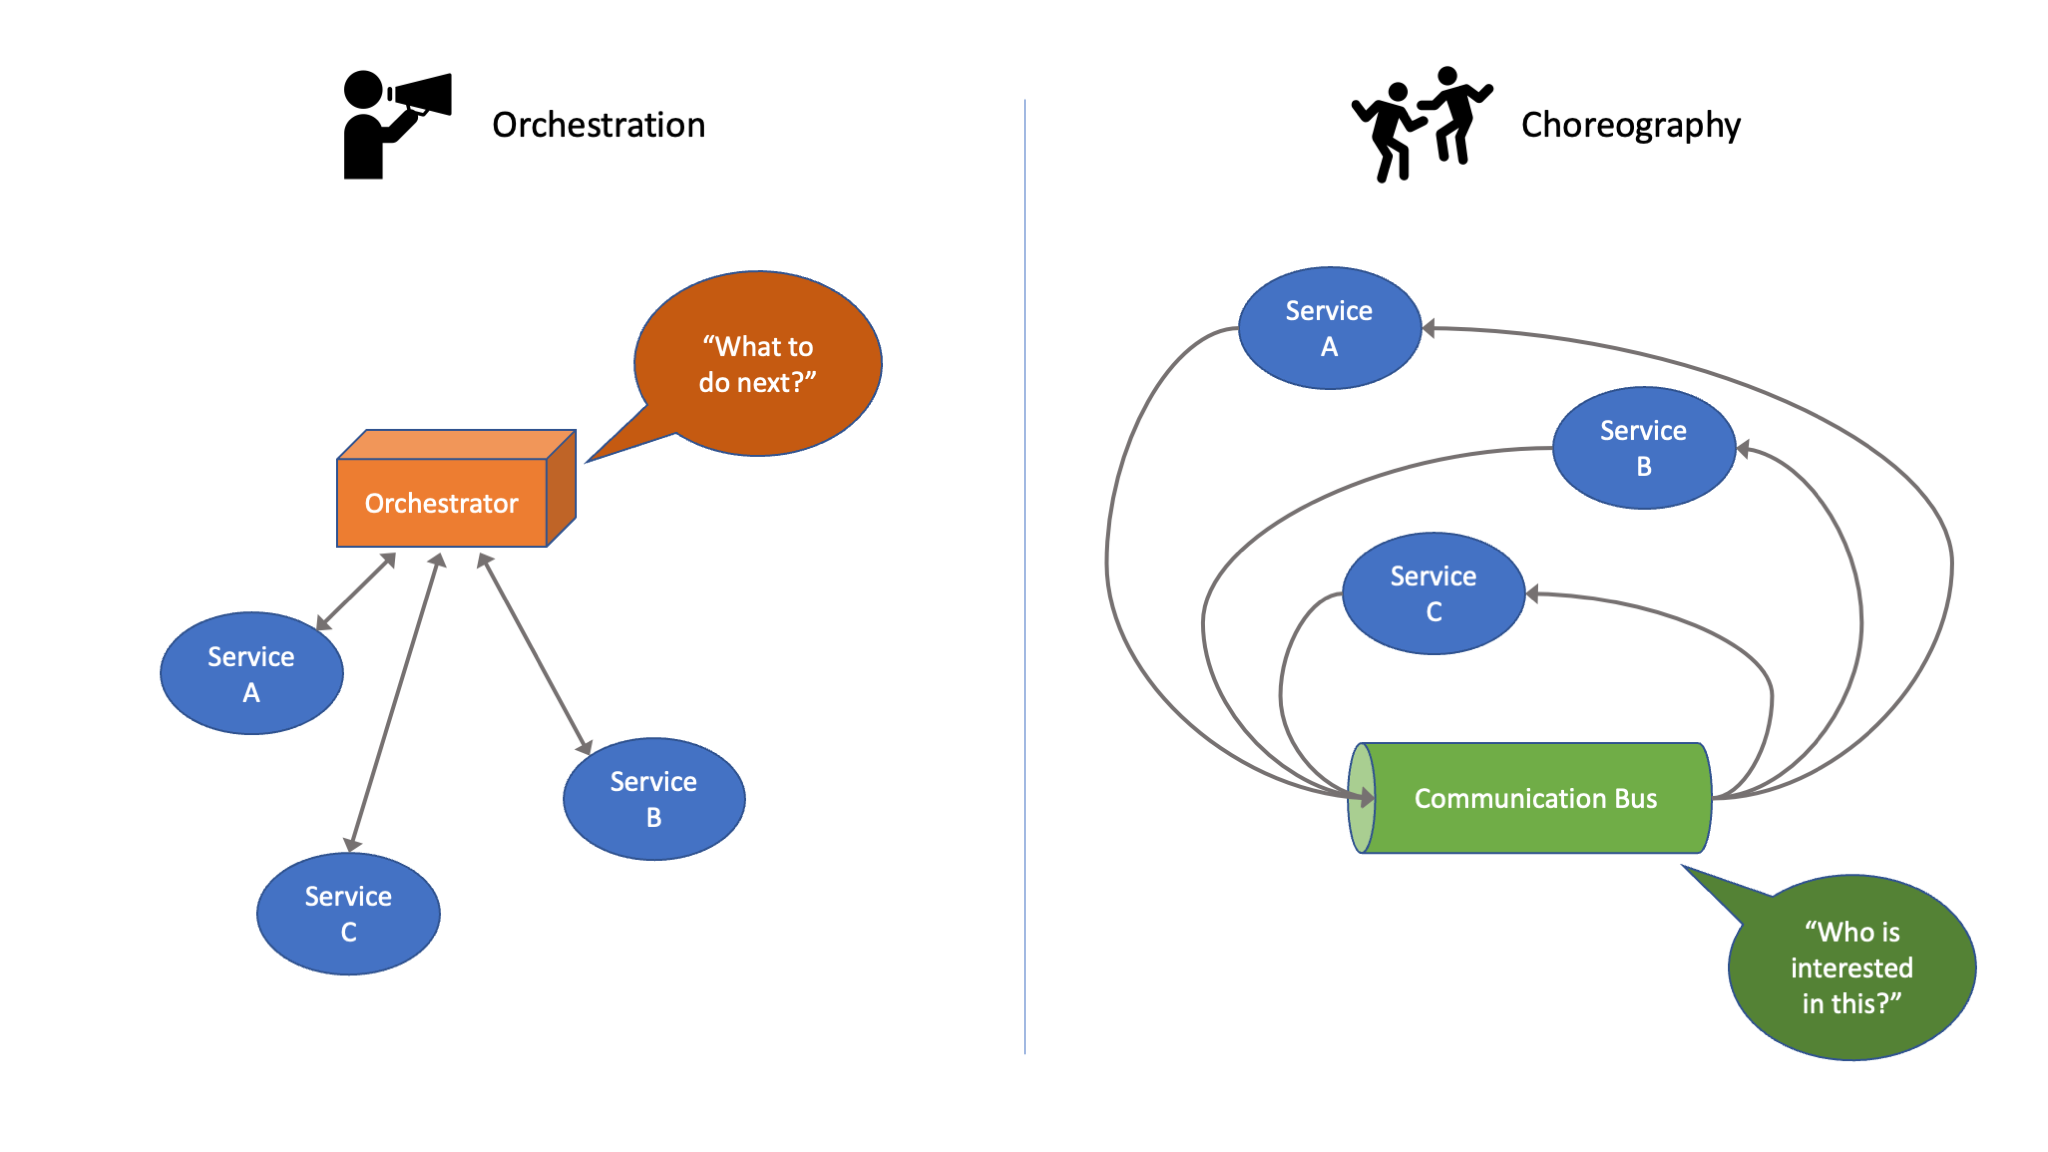 Orchestration
“What to
do next?”
Orchestrator
Service
A
Service
B
Service
C
Choreography
Service
A
Service
B
Service
C
Communication Bus
“Who is
interested
in this?”